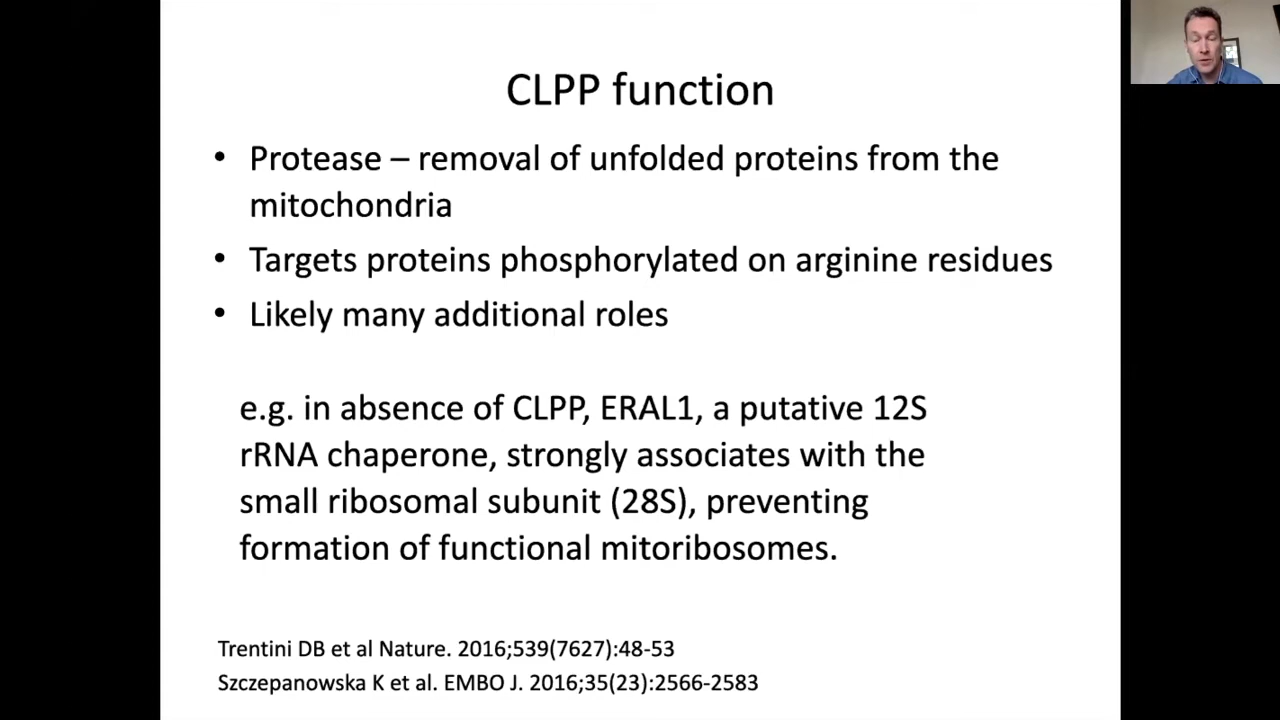 CLPP function
• Protease – removal of unfolded proteins from the
mitochondria
• Targets proteins phosphorylated on arginine residues
• Likely many additional roles
e.g. in absence of CLPP, ERAL1, a putative 12S
rRNA chaperone, strongly associates with the
small ribosomal subunit (28S), preventing
formation of functional mitoribosomes.
Trentini DB et al Nature. 2016;539(7627):48-53
Szczepanowska K et al. EMBO J. 2016;35(23):2566-2583